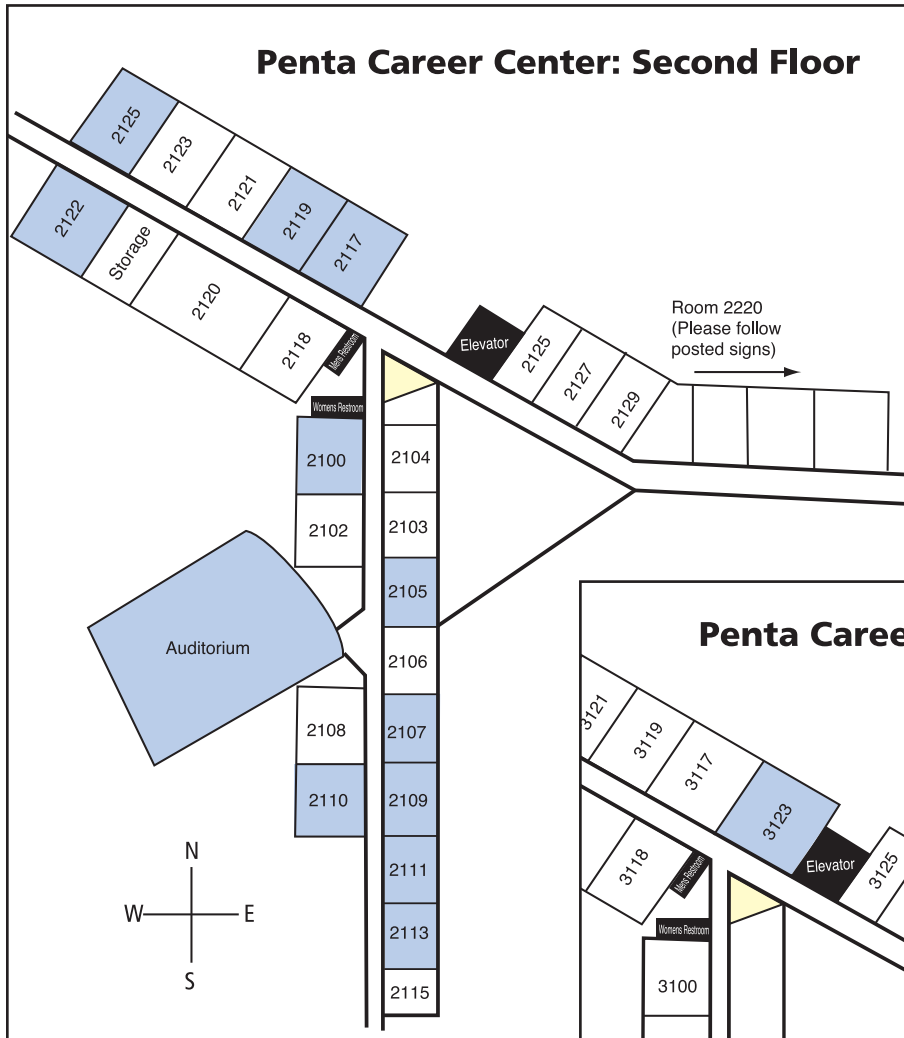 Penta Career Center: Second Floor
2125
2123
2121
2119
2117
2122
Storage
2120
2118
Mens Restroom
Elevator
2125
2127
2129
Room 2220
(Please follow
posted signs)
Womens Restroom
2100
2102
2104
2103
2105
2106
2107
2109
2111
2113
2115
Auditorium
2108
2110
N
W
E
S
Penta Caree
3121
3119
3117
3123
Elevator
3125
3118
Mens Restroom
Womens Restroom
3100